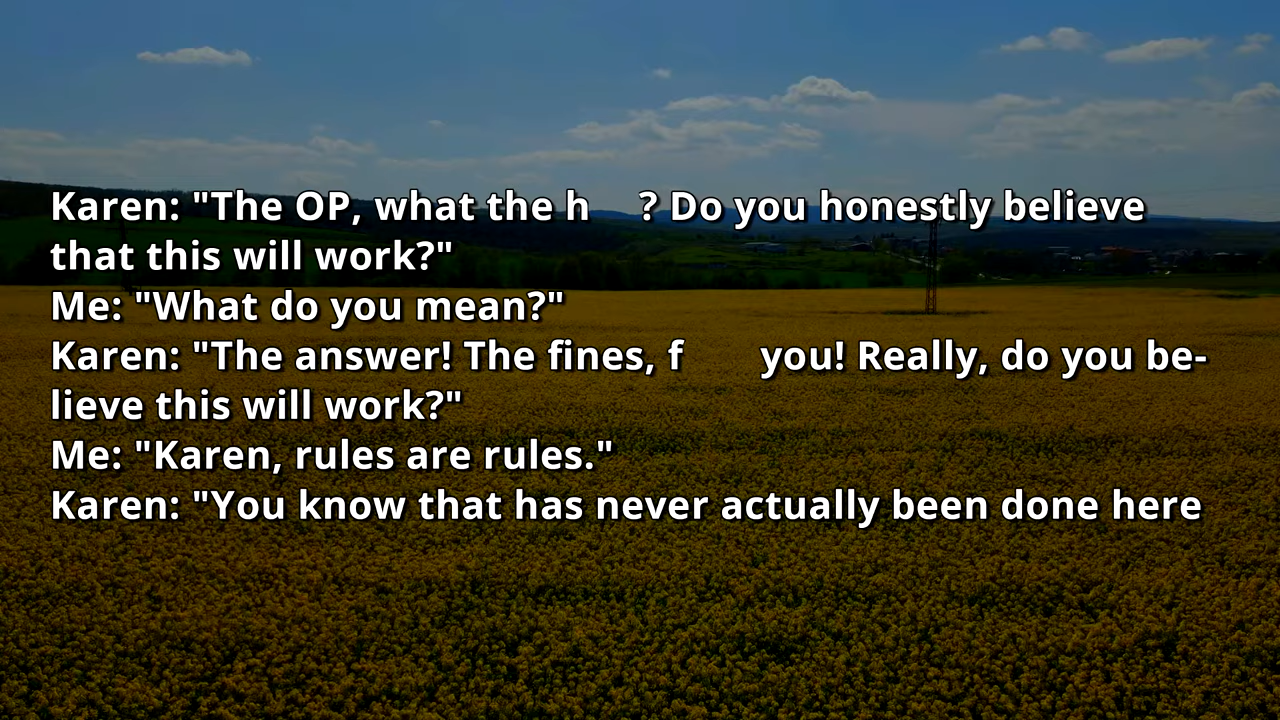 Karen: "The OP, what the h ? Do you honestly believe
that this will work?"
Me: "What do you mean?"
Karen: "The answer! The fines, f you! Really, do you be-
lieve this will work?"
Me: "Karen, rules are rules."
Karen: "You know that has never actually been done here